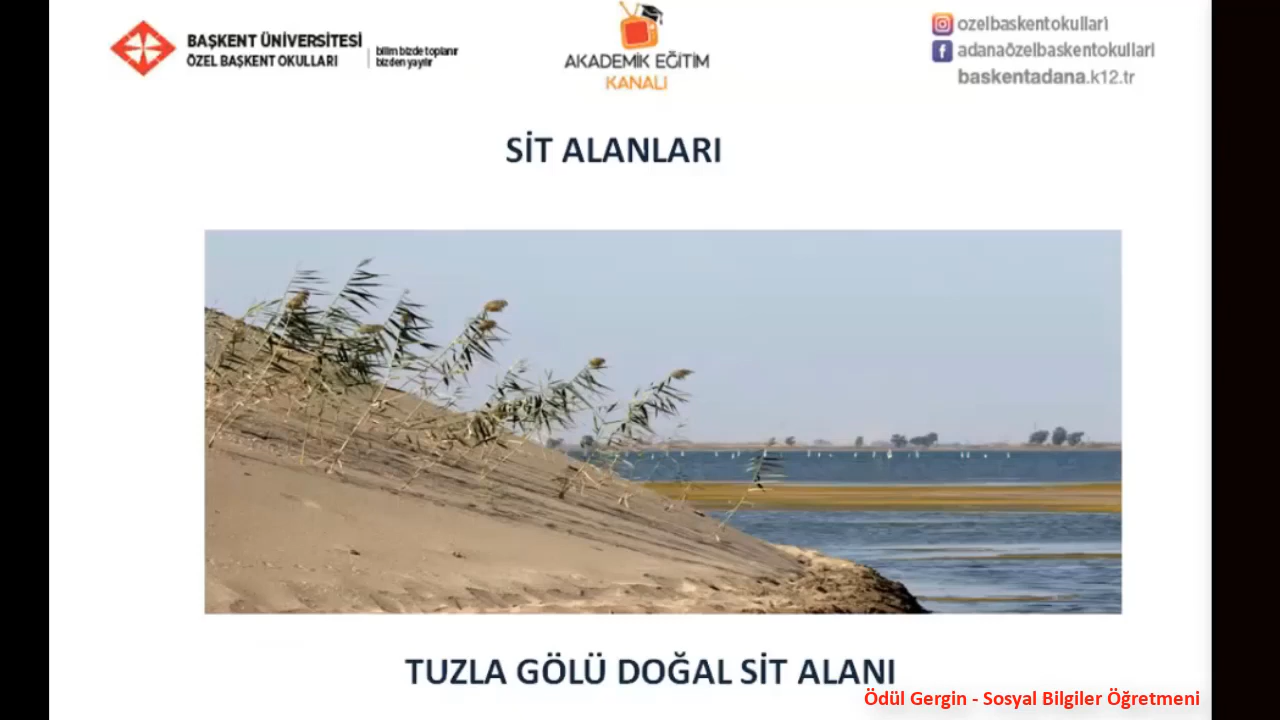 BAŞKENT ÜNİVERSİTESİ
ÖZEL BAŞKENT OKULLARI
bilim bizde toplanır
bizden yayılır
AKADEMİK EĞİTİM
KANALI
ozelbaskentokullari
adanaözelbaskentokullari
baskentadana.k12.tr
SİT ALANLARI
TUZLA GÖLÜ DOĞAL SİT ALANI
Ödül Gergin - Sosyal Bilgiler Öğretmeni